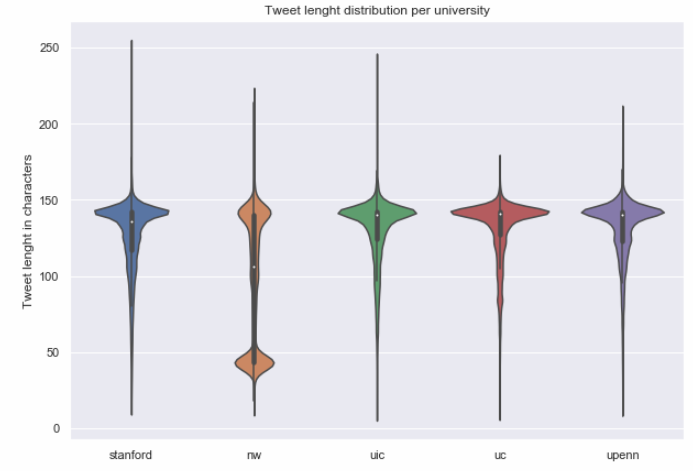 Tweet lenght distribution per university
Tweet lenght in characters
250
200
150
100
50
0
stanford nw uic uc upenn